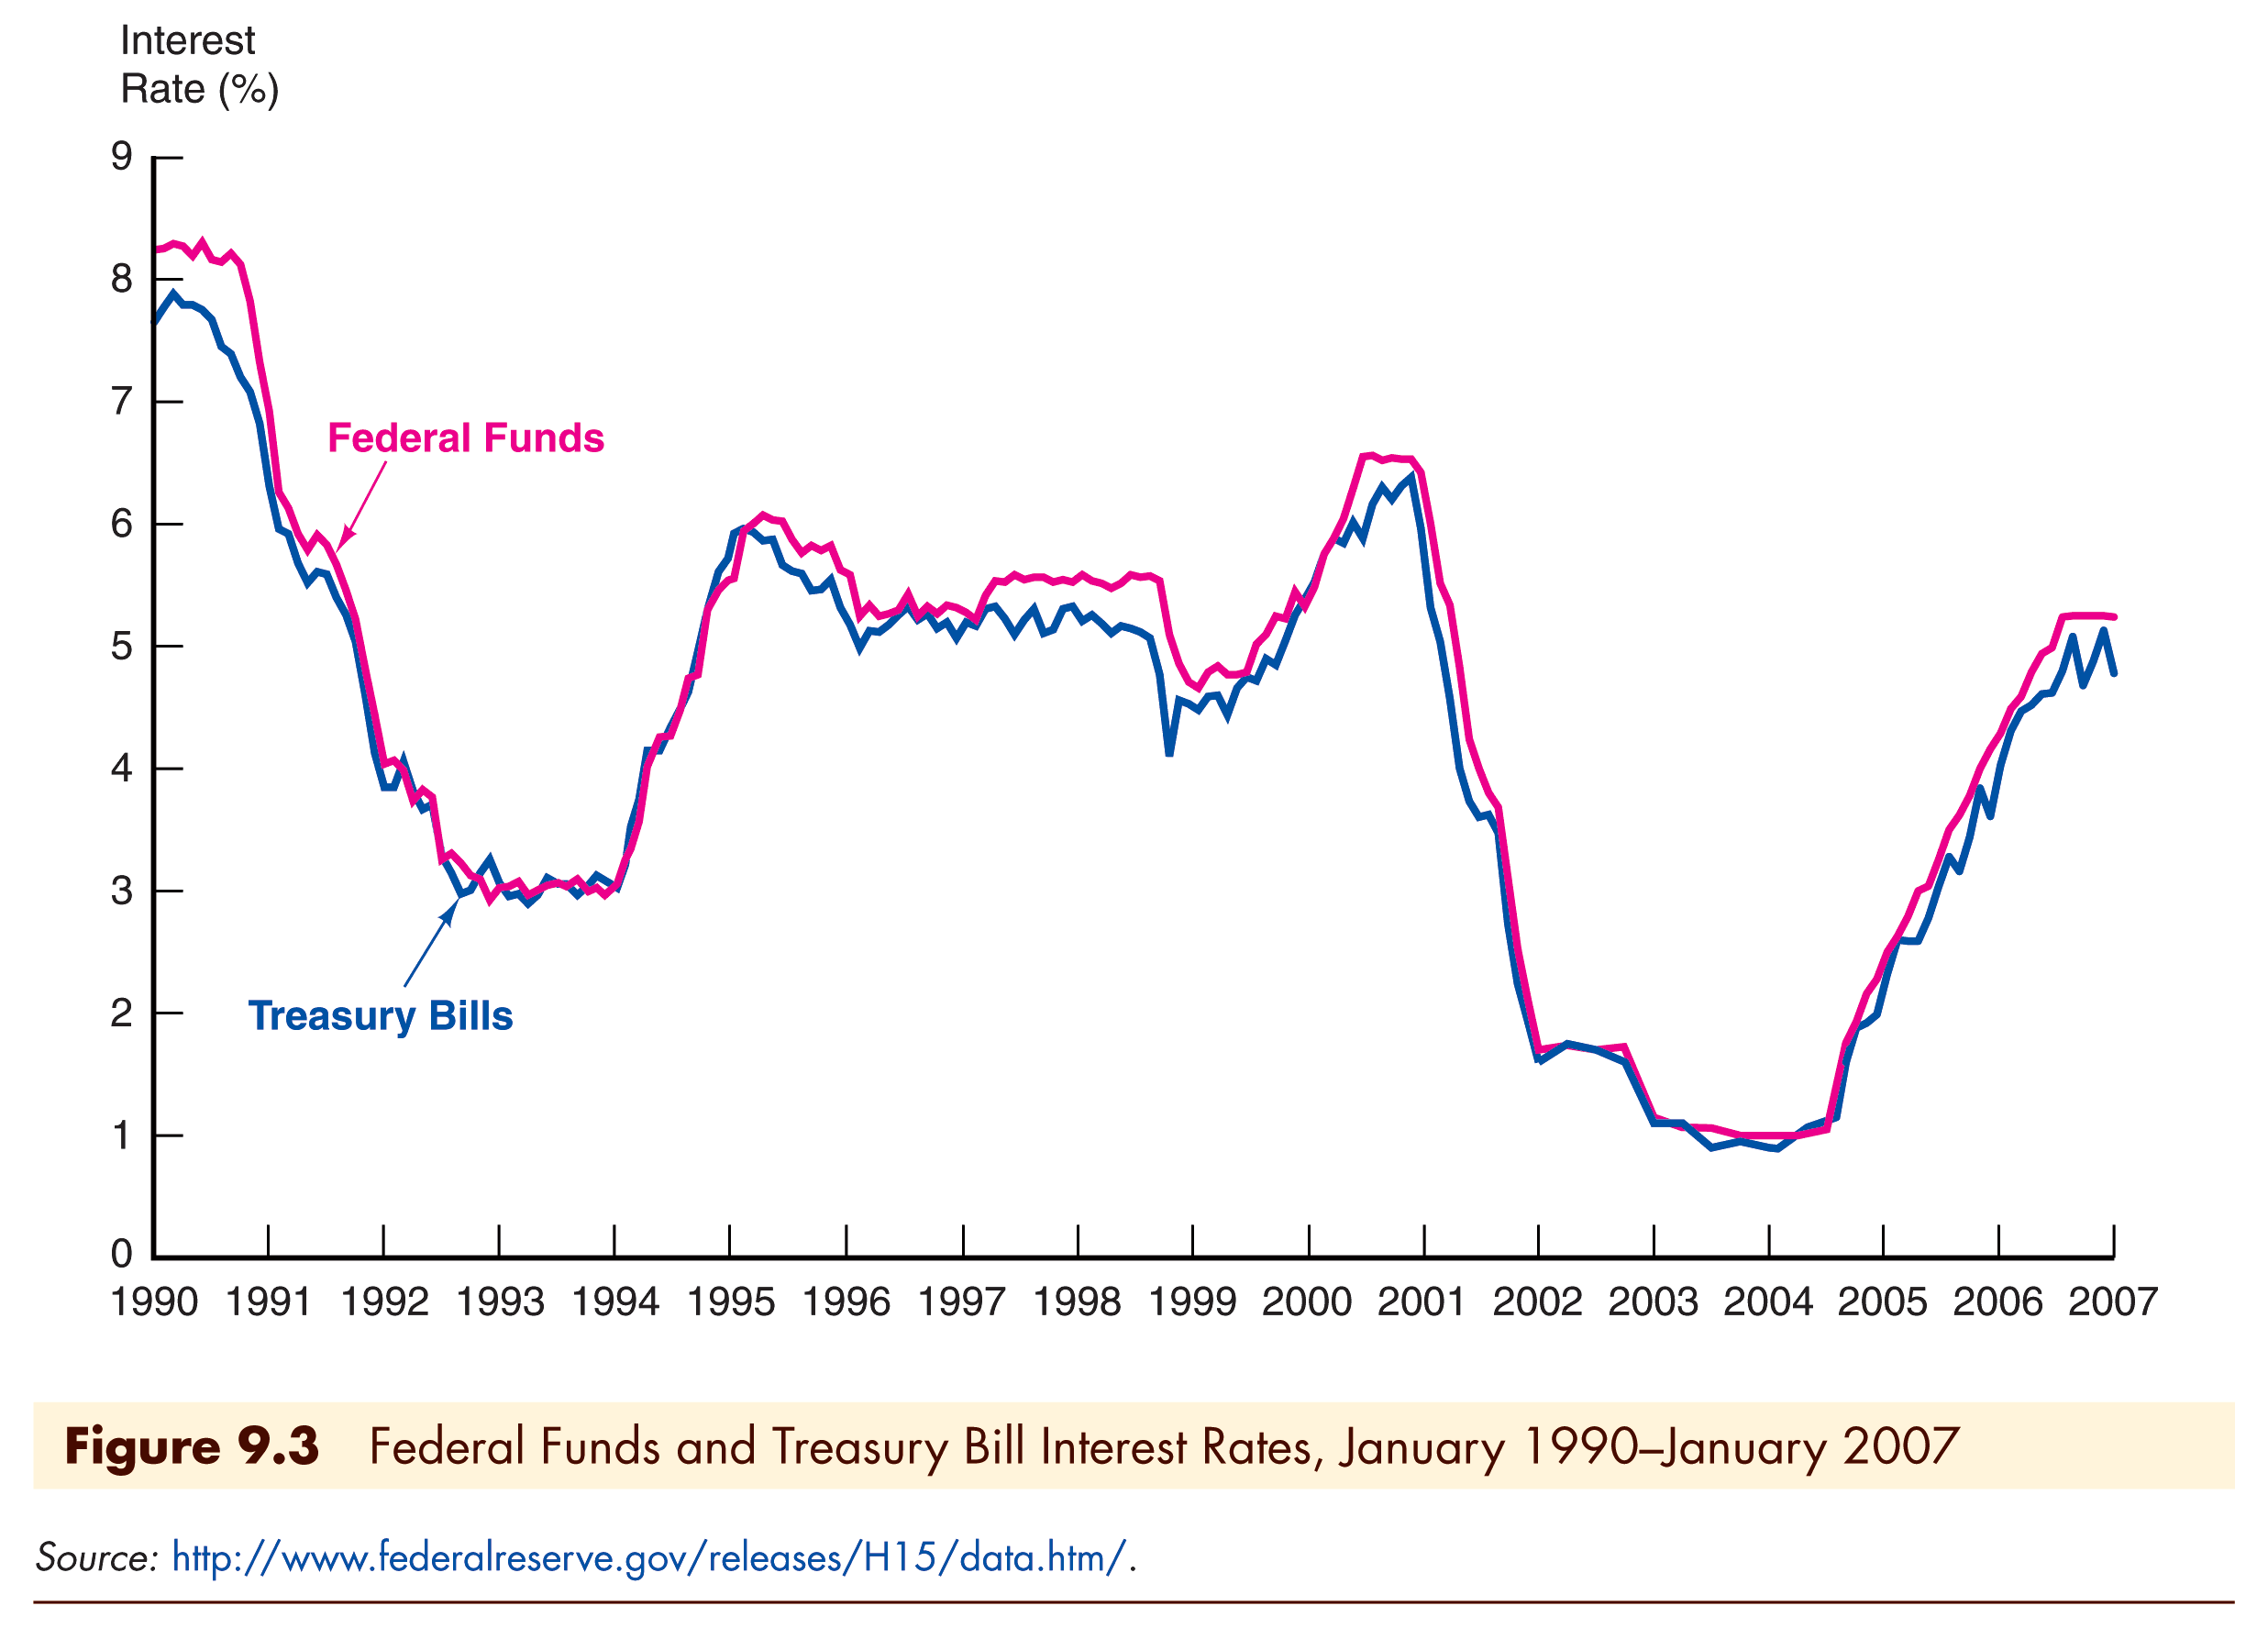 Interest
Rate (%)
9
8
7
6
5
4
3
2
1
0
Federal Funds
Treasury Bills
1990 1991 1992 1993 1994 1995 1996 1997 1998 1999 2000 2001 2002 2003 2004 2005 2006 2007
Figure 9.3 Federal Funds and Treasury Bill Interest Rates, January 1990–January 2007
Source: http://www.federalreserve.gov/releases/H15/data.htm/.